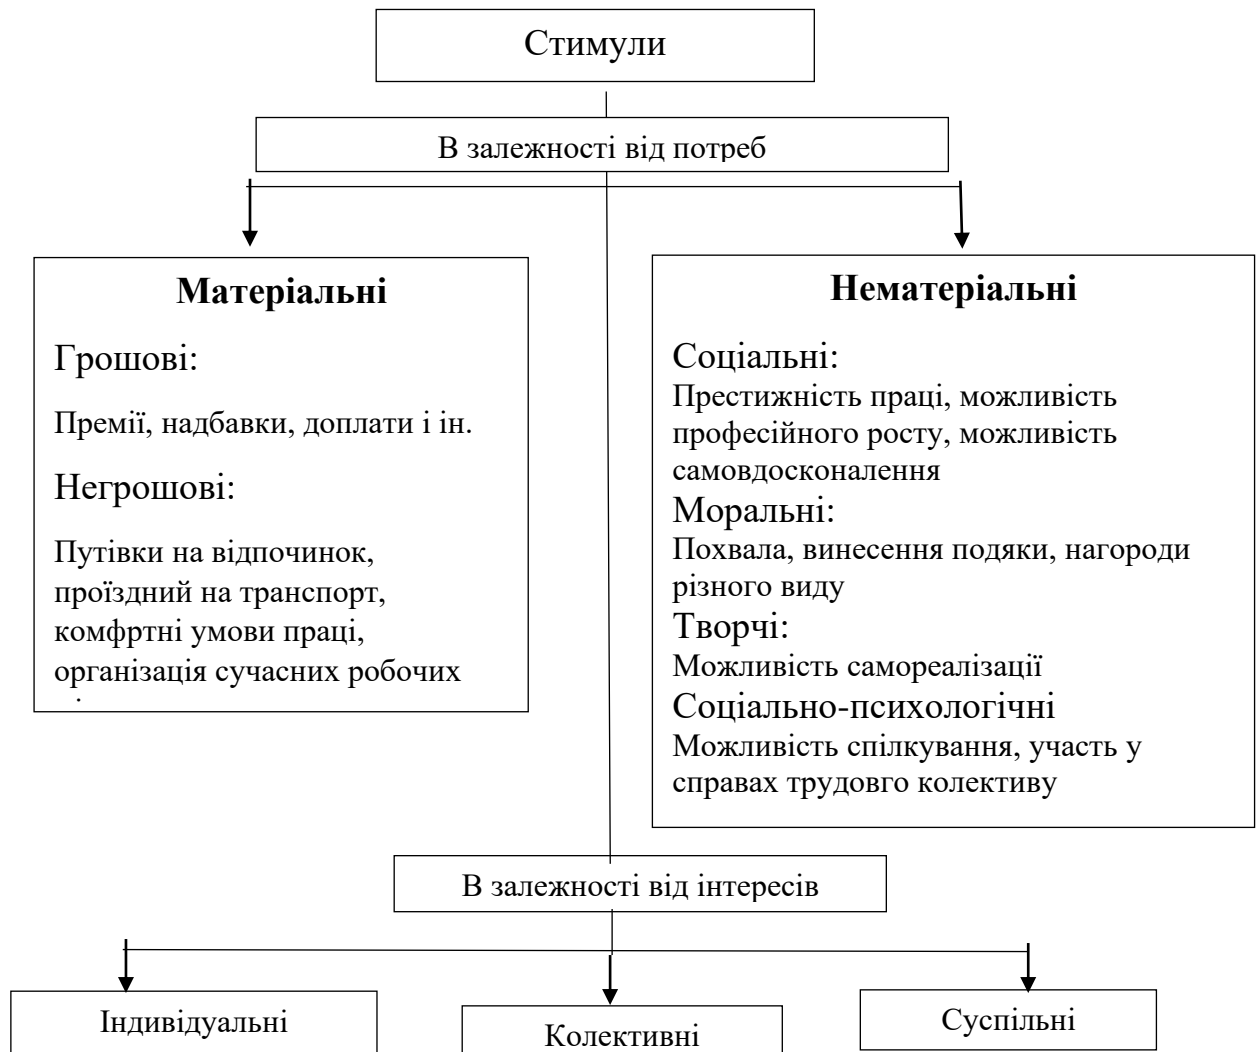 Стимули
В залежності від потреб
Матеріальні
Грошові:
Премії, надбавки, доплати і ін.
Негрошові:
Путівки на відпочинок,
проїздний на транспорт,
комфртні умови праці,
організація сучасних робочих
Нематеріальні
Соціальні:
Престижність праці, можливість
професійного росту, можливість
самовдосконалення
Моральні:
Похвала, винесення подяки, нагороди
різного виду
Творчі:
Можливість самореалізації
Соціально-психологічні
Можливість спілкування, участь у
справах трудовго колективу
В залежності від інтересів
Індивідуальні
Колективні
Суспільні